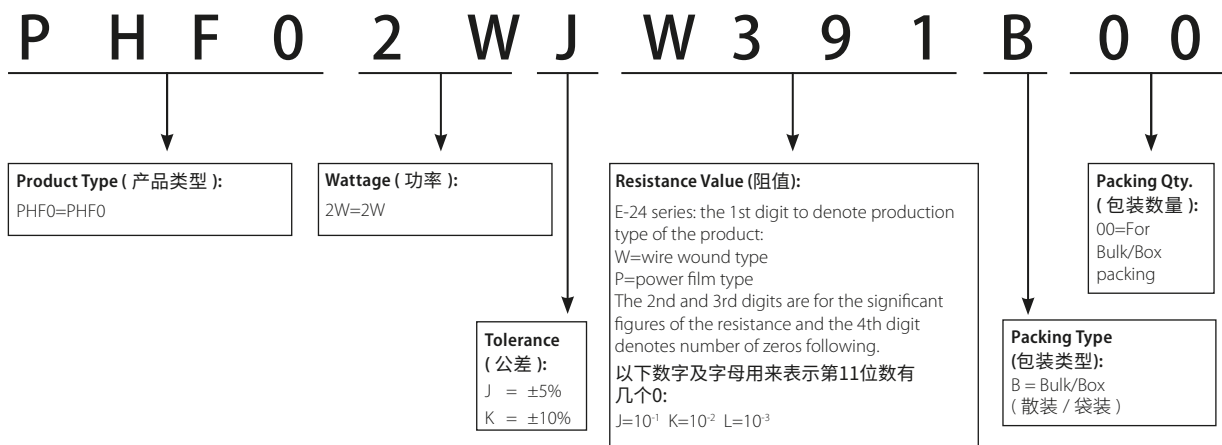 P H F 0 2 W J W 3 9 1 B 0 0
Product Type ( 产品类型 ):
PHF0=PHF0
Wattage ( 功率 ):
2W=2W
Tolerance
( 公差 ):
J = ±5%
K = ±10%
Resistance Value (阻值):
E-24 series: the 1st digit to denote production
type of the product:
W=wire wound type
P=power film type
The 2nd and 3rd digits are for the significant
figures of the resistance and the 4th digit
denotes number of zeros following.
以下数字及字母用来表示第11位数有
几个0:
J=10⁻¹ K=10⁻² L=10⁻³
Packing Type
(包装类型):
B = Bulk/Box
( 散装 / 袋装 )
Packing Qty.
( 包装数量 ):
00=For
Bulk/Box
packing